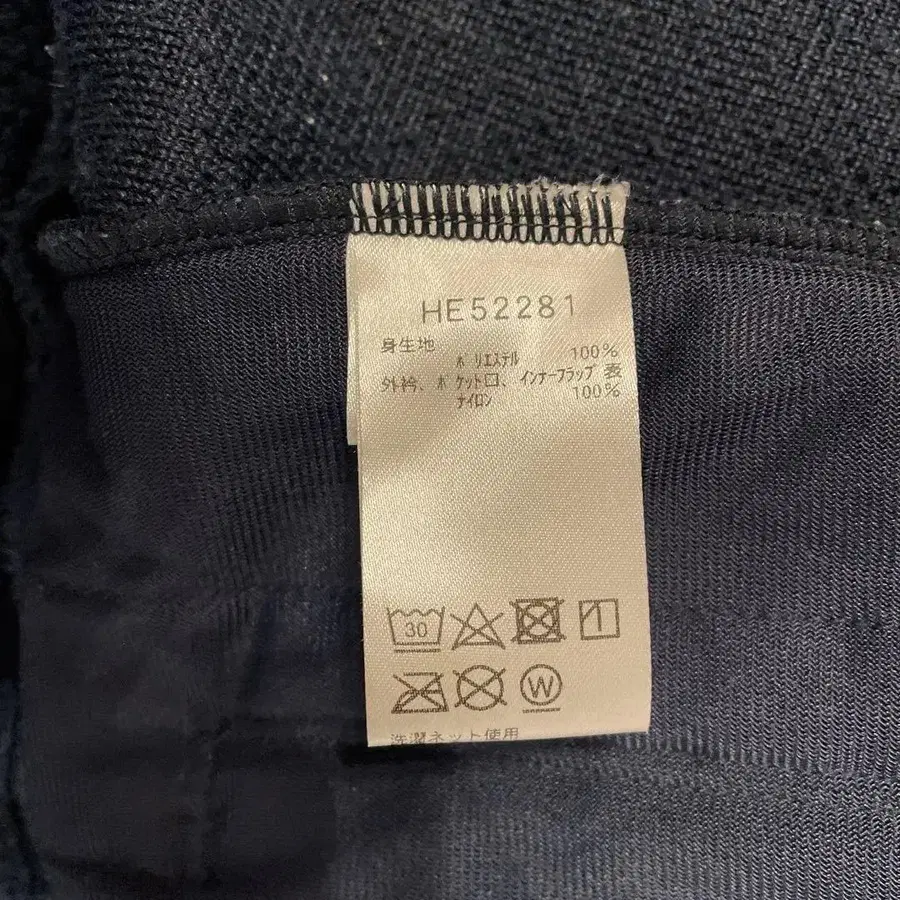 HE52281
身生地
ポリエステル 100%
外衿、ポケット口、インナーフラップ表
ナイロン 100%
30
W
洗濯ネット使用